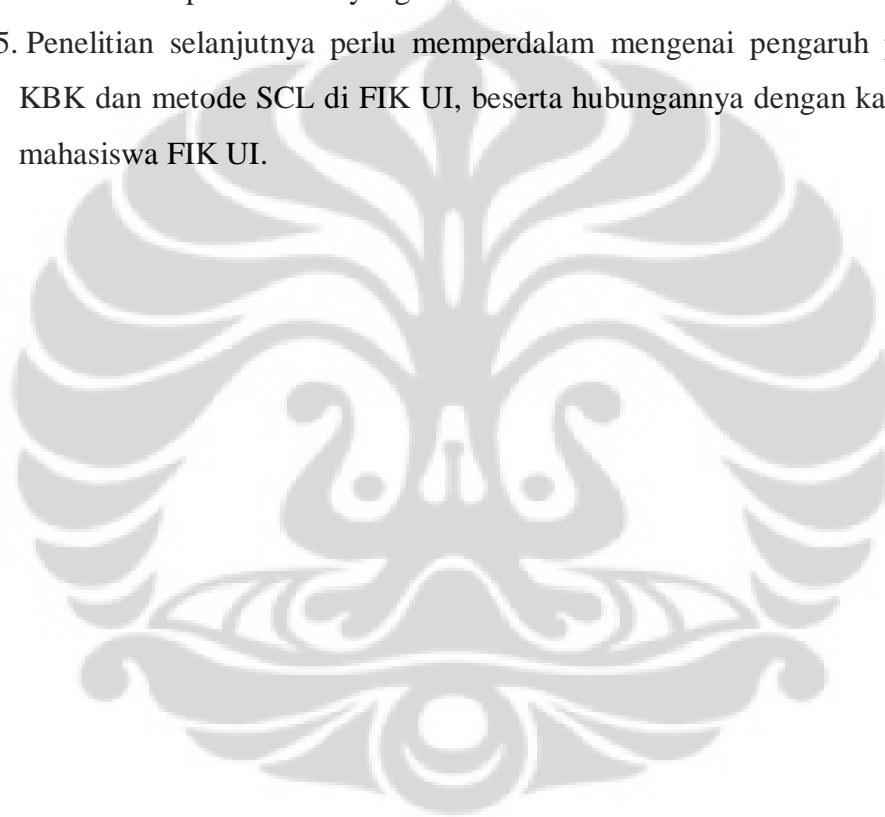 5. Penelitian selanjutnya perlu memperdalam mengenai pengaruh
KBK dan metode SCL di FIK UI, beserta hubungannya dengan
mahasiswa FIK UI.